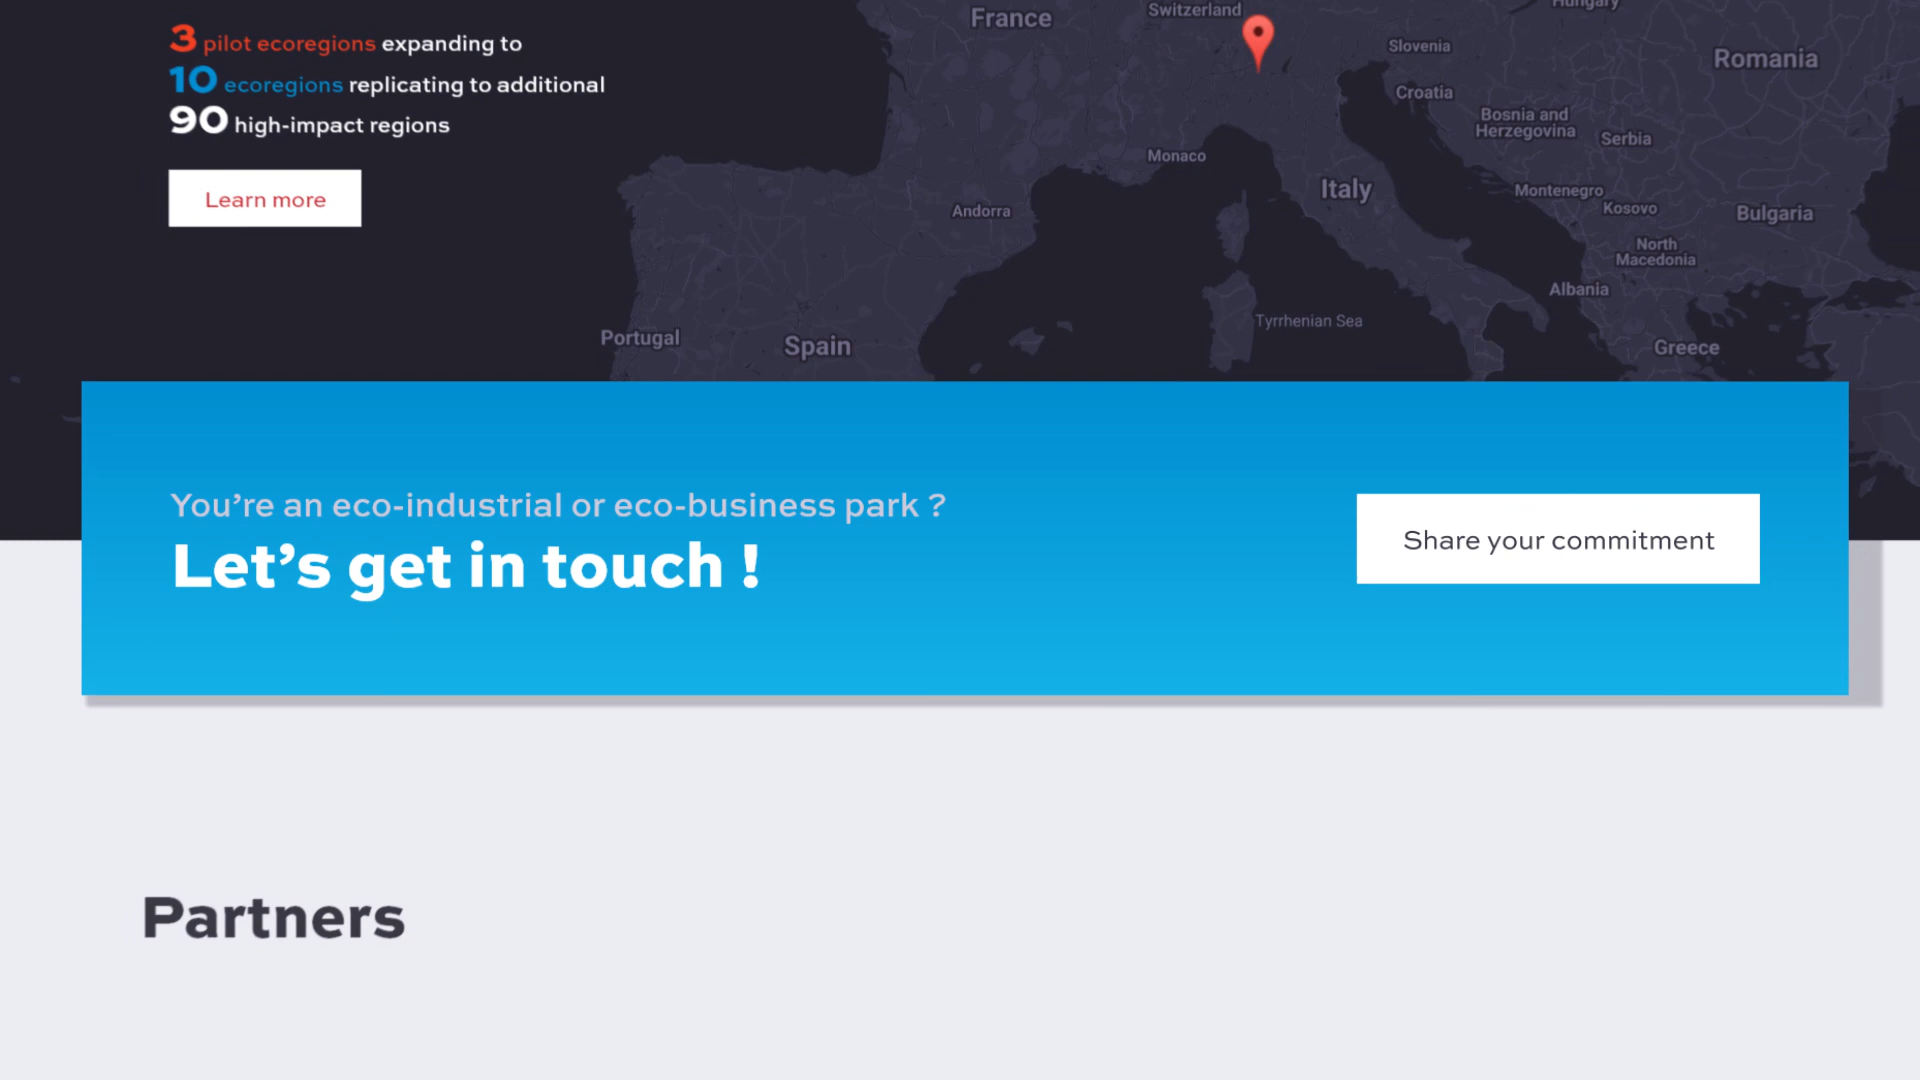 3 pilot ecoregions expanding to
10 ecoregions replicating to additional
90 high-impact regions
Learn more
France
Switzerland
Hungary
Slovenia
Romania
Croatia
Bosnia and
Herzegovina
Serbia
Monaco
Italy
Montenegro
Kosovo
Andorra
Bulgaria
North
Macedonia
Albania
Tyrrhenian Sea
Portugal
Spain
Greece
You’re an eco-industrial or eco-business park ?
Let’s get in touch !
Share your commitment
Partners